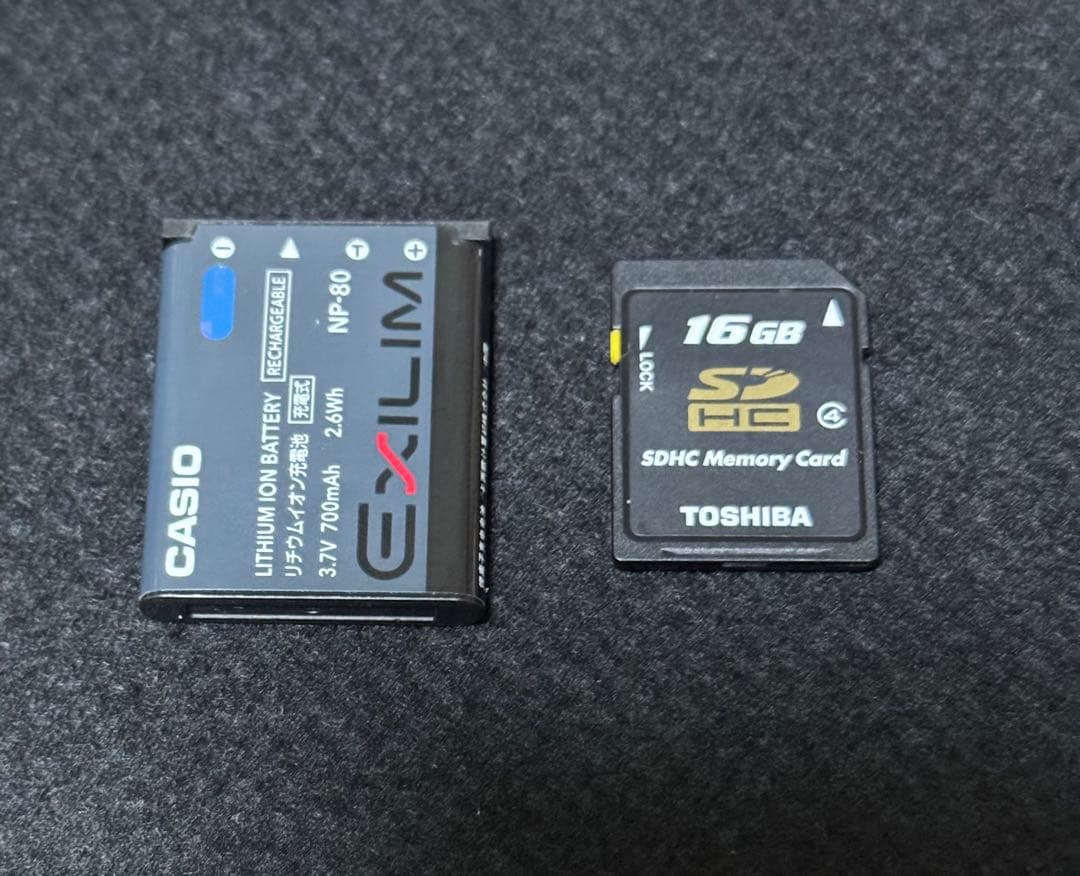 CASIO
LITHIUM ION BATTERY RECHARGEABLE
リチウムイオン充電池 充電式
3.7V 700mAh 2.6Wh NP-80
EXILIM
− T +
16GB
LOCK
SD
HC
4
SDHC Memory Card
TOSHIBA